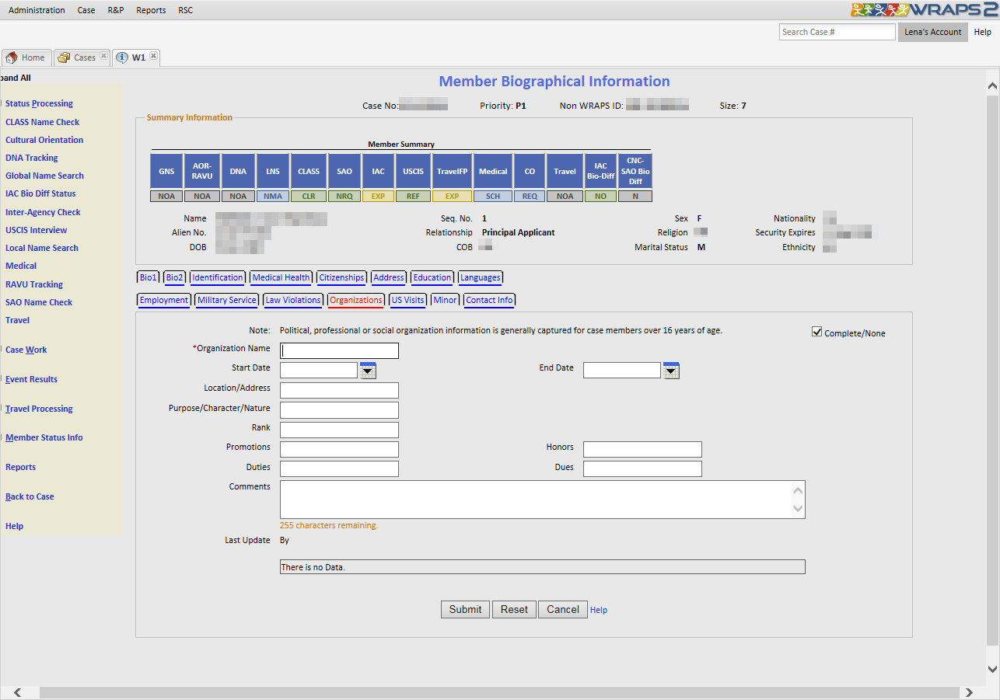 Administration Case R&P Reports RSC WRAPS2
Search Case # Lena's Account Help
Home Cases W1
pand All
Member Biographical Information
Case No: Priority: P1 Non WRAPS ID: Size: 7
Status Processing
CLASS Name Check
Cultural Orientation
DNA Tracking
Global Name Search
IAC Bio Diff Status
Inter-Agency Check
USCIS Interview
Local Name Search
Medical
RAVU Tracking
SAO Name Check
Travel
Case Work
Event Results
Travel Processing
Member Status Info
Reports
Back to Case
Help
Summary Information
Member Summary
GNS AOR-RAVU DNA LNS CLASS SAO IAC USCIS TravelFP Medical CO Travel IAC Bio-Diff CNC-SAO Bio Diff
NOA NOA NOA NMA CLR NRQ EXP REF EXP SCH REQ NOA NO N
Name Seq. No. 1 Sex F Nationality
Alien No. Relationship Principal Applicant Religion Security Expires
DOB COB Marital Status M Ethnicity
Bio1 Bio2 Identification Medical Health Citizenships Address Education Languages
Employment Military Service Law Violations Organizations US Visits Minor Contact Info
Note: Political, professional or social organization information is generally captured for case members over 16 years of age. Complete/None
*Organization Name
Start Date End Date
Location/Address
Purpose/Character/Nature
Rank
Promotions Honors
Duties Dues
Comments
255 characters remaining.
Last Update By
There is no Data.
Submit Reset Cancel Help